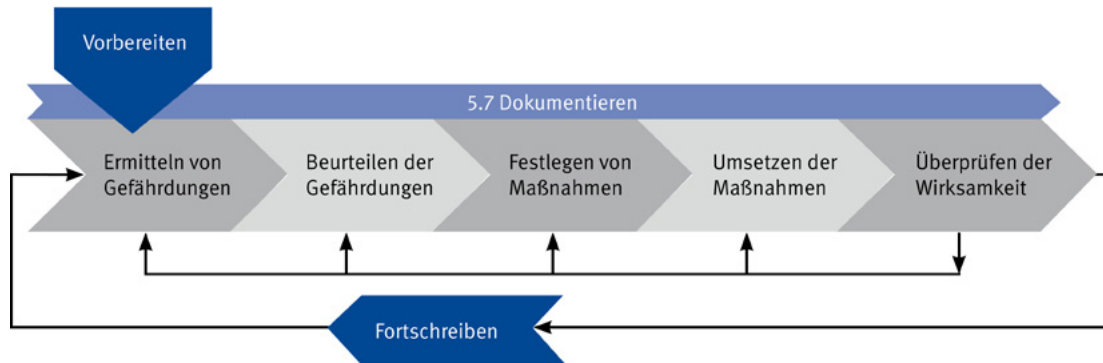 Vorbereiten
5.7 Dokumentieren
Ermitteln von
Gefährdungen
Beurteilen der
Gefährdungen
Festlegen von
Maßnahmen
Umsetzen der
Maßnahmen
Überprüfen der
Wirksamkeit
Fortschreiben